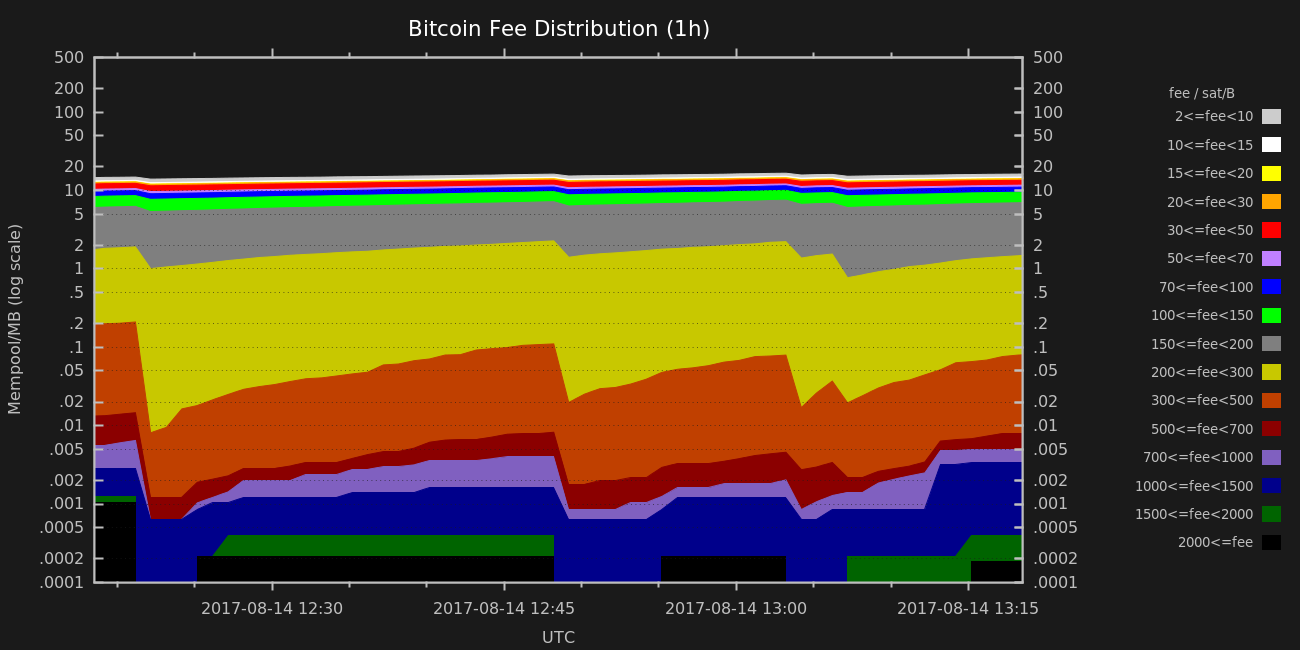 Bitcoin Fee Distribution (1h)
Mempool/MB (log scale)
500
200
100
50
20
10
5
2
1
.5
.2
.1
.05
.02
.01
.005
.002
.001
.0005
.0002
.0001
500
200
100
50
20
10
5
2
1
.5
.2
.1
.05
.02
.01
.005
.002
.001
.0005
.0002
.0001
fee / sat/B
2<=fee<10
10<=fee<15
15<=fee<20
20<=fee<30
30<=fee<50
50<=fee<70
70<=fee<100
100<=fee<150
150<=fee<200
200<=fee<300
300<=fee<500
500<=fee<700
700<=fee<1000
1000<=fee<1500
1500<=fee<2000
2000<=fee
2017-08-14 12:30 2017-08-14 12:45 2017-08-14 13:00 2017-08-14 13:15
UTC